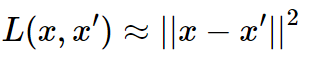 L(x, x′) ≈ ||x − x′||²